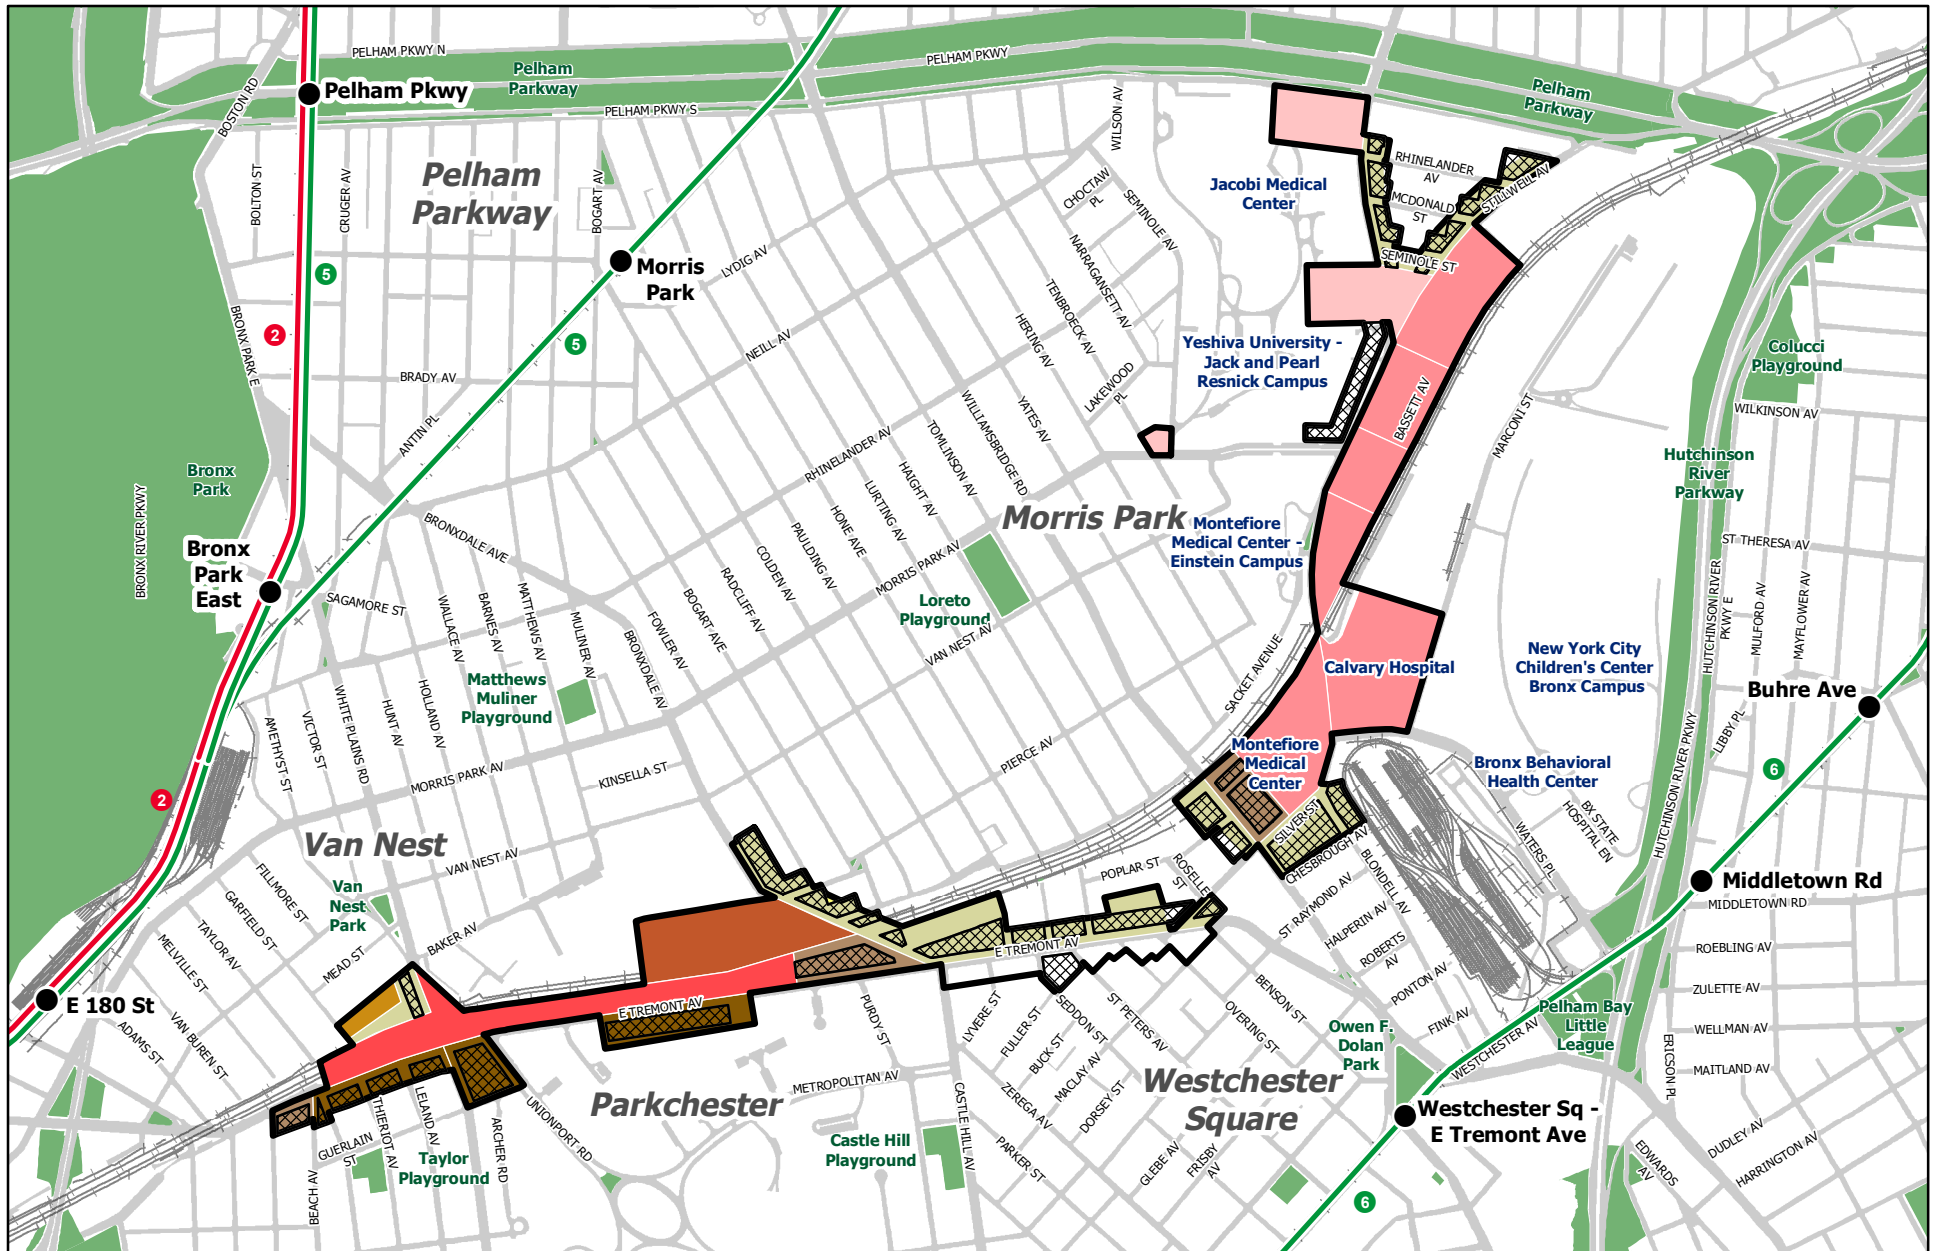 PELHAM PKWY N
PELHAM PKWY
Pelham
Parkway
Pelham Pkwy
BOSTON RD
PELHAM PKWY S
Pelham
Parkway
WILSON AV
Pelham
Parkway
BOLTON ST
CRUGER AV
BOGART AV
CHOCTAW
PL
SEMINOLE AV
Jacobi Medical
Center
RHINELANDER
AV
MCDONALD
ST
STILLWELL AV
SEMINOLE ST
Morris
Park
LYDIG AV
NARRAGANSETT AV
TENBROECK AV
HERING AV
5
2
5
BRONX PARK E
NEILL AV
BRADY AV
ANTIN PL
Yeshiva University -
Jack and Pearl
Resnick Campus
LAKEWOOD
PL
BASSETT AV
MARCONI ST
Colucci
Playground
WILKINSON AV
Bronx
Park
BRONX RIVER PKWY
RHINELANDER AV
WILLIAMSBRIDGE RD
YATES AV
TOMLINSON AV
HAIGHT AV
LURTING AV
HONE AVE
PAULDING AV
COLDEN AV
RADCLIFF AV
BOGART AVE
FOWLER AV
Morris Park
Montefiore
Medical Center -
Einstein Campus
Hutchinson
River
Parkway
ST THERESA AV
BRONXDALE AVE
MORRIS PARK AV
Bronx
Park
East
SAGAMORE ST
WALLACE AV
BARNES AV
MATTHEWS AV
MULINER AV
BRONXDALE AV
Loreto
Playground
VAN NEST AV
HUTCHINSON RIVER
PKWY E
MULFORD AV
MAYFLOWER AV
SACKET AVENUE
Calvary Hospital
New York City
Children's Center
Bronx Campus
Buhre Ave
Matthews
Muliner
Playground
AMETHYST ST
VICTOR ST
WHITE PLAINS RD
HUNT AV
HOLLAND AV
MORRIS PARK AV
KINSELLA ST
PIERCE AV
Montefiore
Medical
Center
Bronx Behavioral
Health Center
LIBBY PL
HUTCHINSON RIVER PKWY
6
2
Van Nest
VAN NEST AV
SILVER ST
CHESBROUGH AV
BLONDELL AV
WATERS PL
BX STATE
HOSPITAL EN
Middletown Rd
MIDDLETOWN RD
Van
Nest
Park
FILLMORE ST
GARFIELD ST
TAYLOR AV
MELVILLE ST
MEAD ST
BAKER AV
POPLAR ST
ROSELLE
ST
ST RAYMOND AV
HALPERIN AV
ROBERTS
AV
PONTON AV
FINK AV
ROEBLING AV
ZULETTE AV
WELLMAN AV
MAITLAND AV
E TREMONT AV
E TREMONT AV
E 180 St
ADAMS ST
VAN BUREN ST
PURDY ST
LYVERE ST
FULLER ST
BUCK ST
SEDDON ST
ST PETERS AV
MACLAY AV
ZEREGA AV
DORSEY ST
OVERING ST
BENSON ST
Owen F.
Dolan
Park
WESTCHESTER AV
Pelham Bay
Little
League
ERICSON PL
Parkchester
METROPOLITAN AV
Westchester
Square
Westchester Sq -
E Tremont Ave
GUERLAIN
ST
THIERIOT AV
LELAND AV
ARCHER RD
UNIONPORT RD
BEACH AV
Taylor
Playground
Castle Hill
Playground
CASTLE HILL AV
PARKER ST
GLEBE AV
FRISBY
AV
6
EDWARDS
AV
DUDLEY AV
HARRINGTON AV